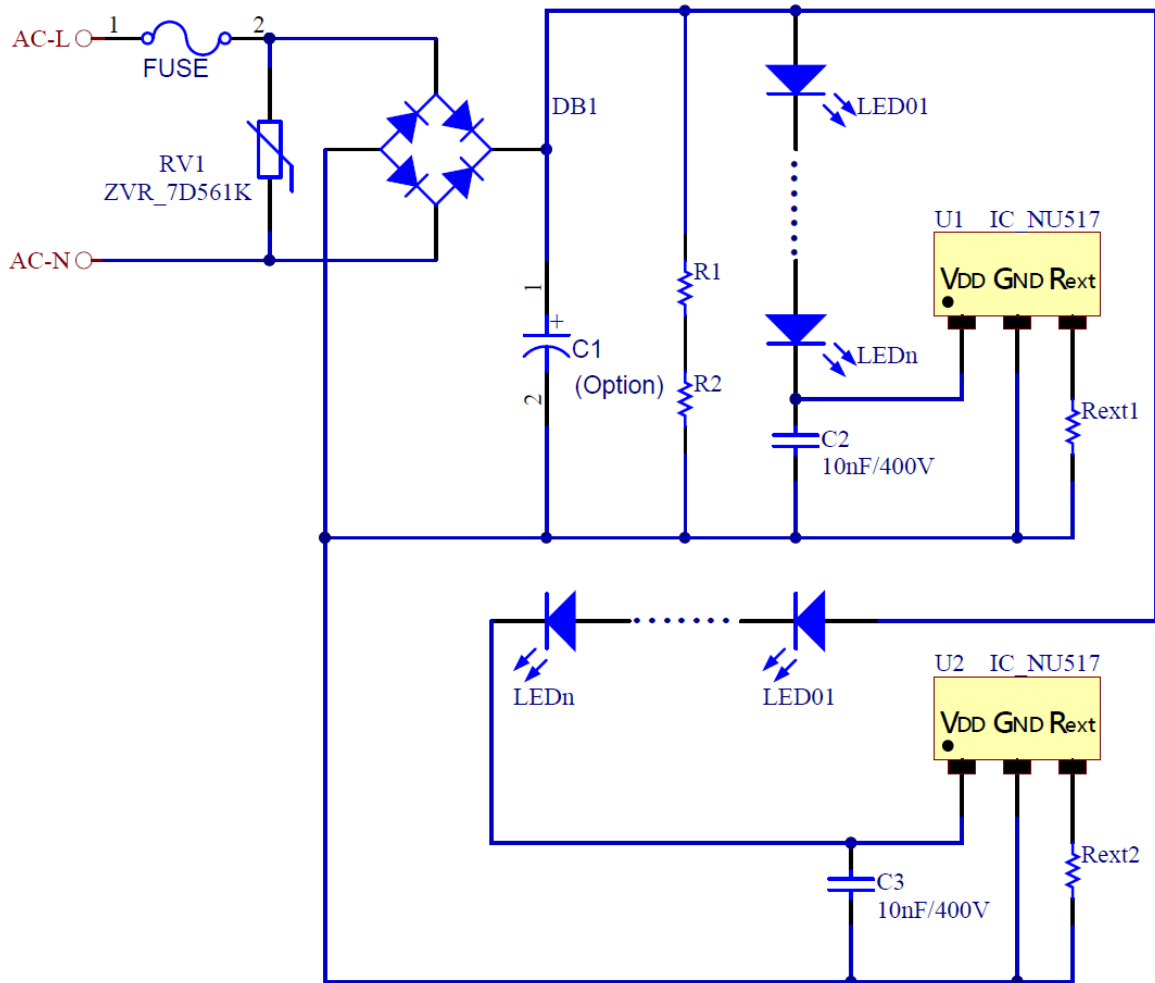 AC-L
1
2
FUSE
RV1
ZVR_7D561K
AC-N
DB1
1
+
C1
(Option)
2
R1
R2
LED01
LEDn
C2
10nF/400V
U1 IC_NU517
VDD GND Rext
Rext1
LEDn
LED01
U2 IC_NU517
VDD GND Rext
Rext2
C3
10nF/400V